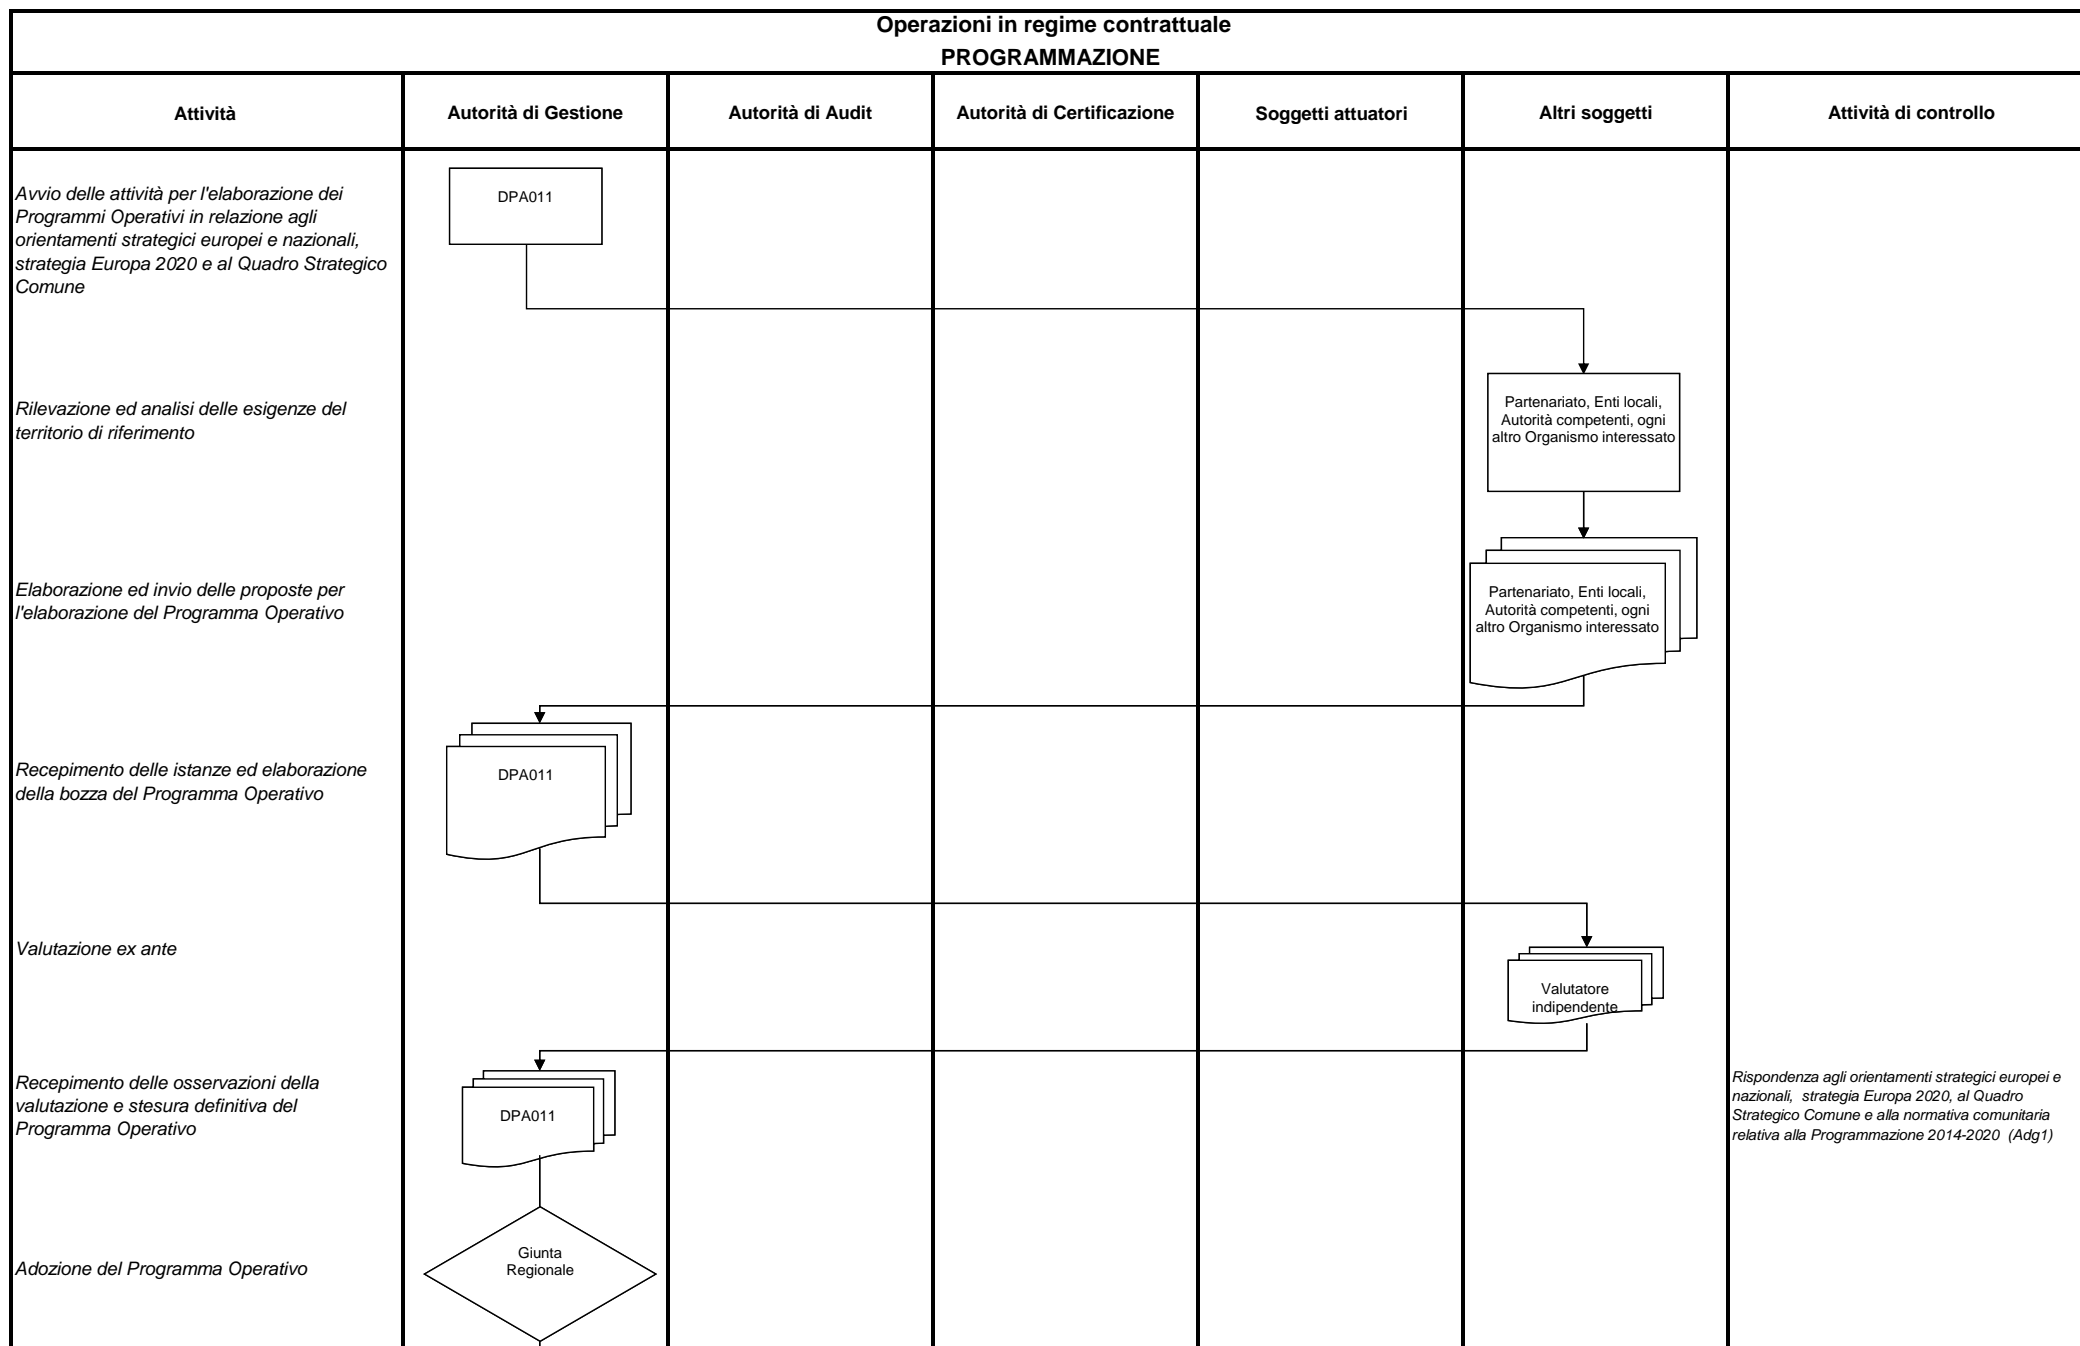 Operazioni in regime contrattuale
PROGRAMMAZIONE
Attività
Autorità di Gestione
Autorità di Audit
Autorità di Certificazione
Soggetti attuatori
Altri soggetti
Attività di controllo
Avvio delle attività per l'elaborazione dei
Programmi Operativi in relazione agli
orientamenti strategici europei e nazionali,
strategia Europa 2020 e al Quadro Strategico
Comune
DPA011
Rilevazione ed analisi delle esigenze del
territorio di riferimento
Partenariato, Enti locali,
Autorità competenti, ogni
altro Organismo interessato
Elaborazione ed invio delle proposte per
l'elaborazione del Programma Operativo
Partenariato, Enti locali,
Autorità competenti, ogni
altro Organismo interessato
Recepimento delle istanze ed elaborazione
della bozza del Programma Operativo
DPA011
Valutazione ex ante
Valutatore
indipendente
Recepimento delle osservazioni della
valutazione e stesura definitiva del
Programma Operativo
DPA011
Rispondenza agli orientamenti strategici europei e
nazionali,  strategia Europa 2020, al Quadro
Strategico Comune e alla normativa comunitaria
relativa alla Programmazione 2014-2020  (Adg1)
Adozione del Programma Operativo
Giunta
Regionale